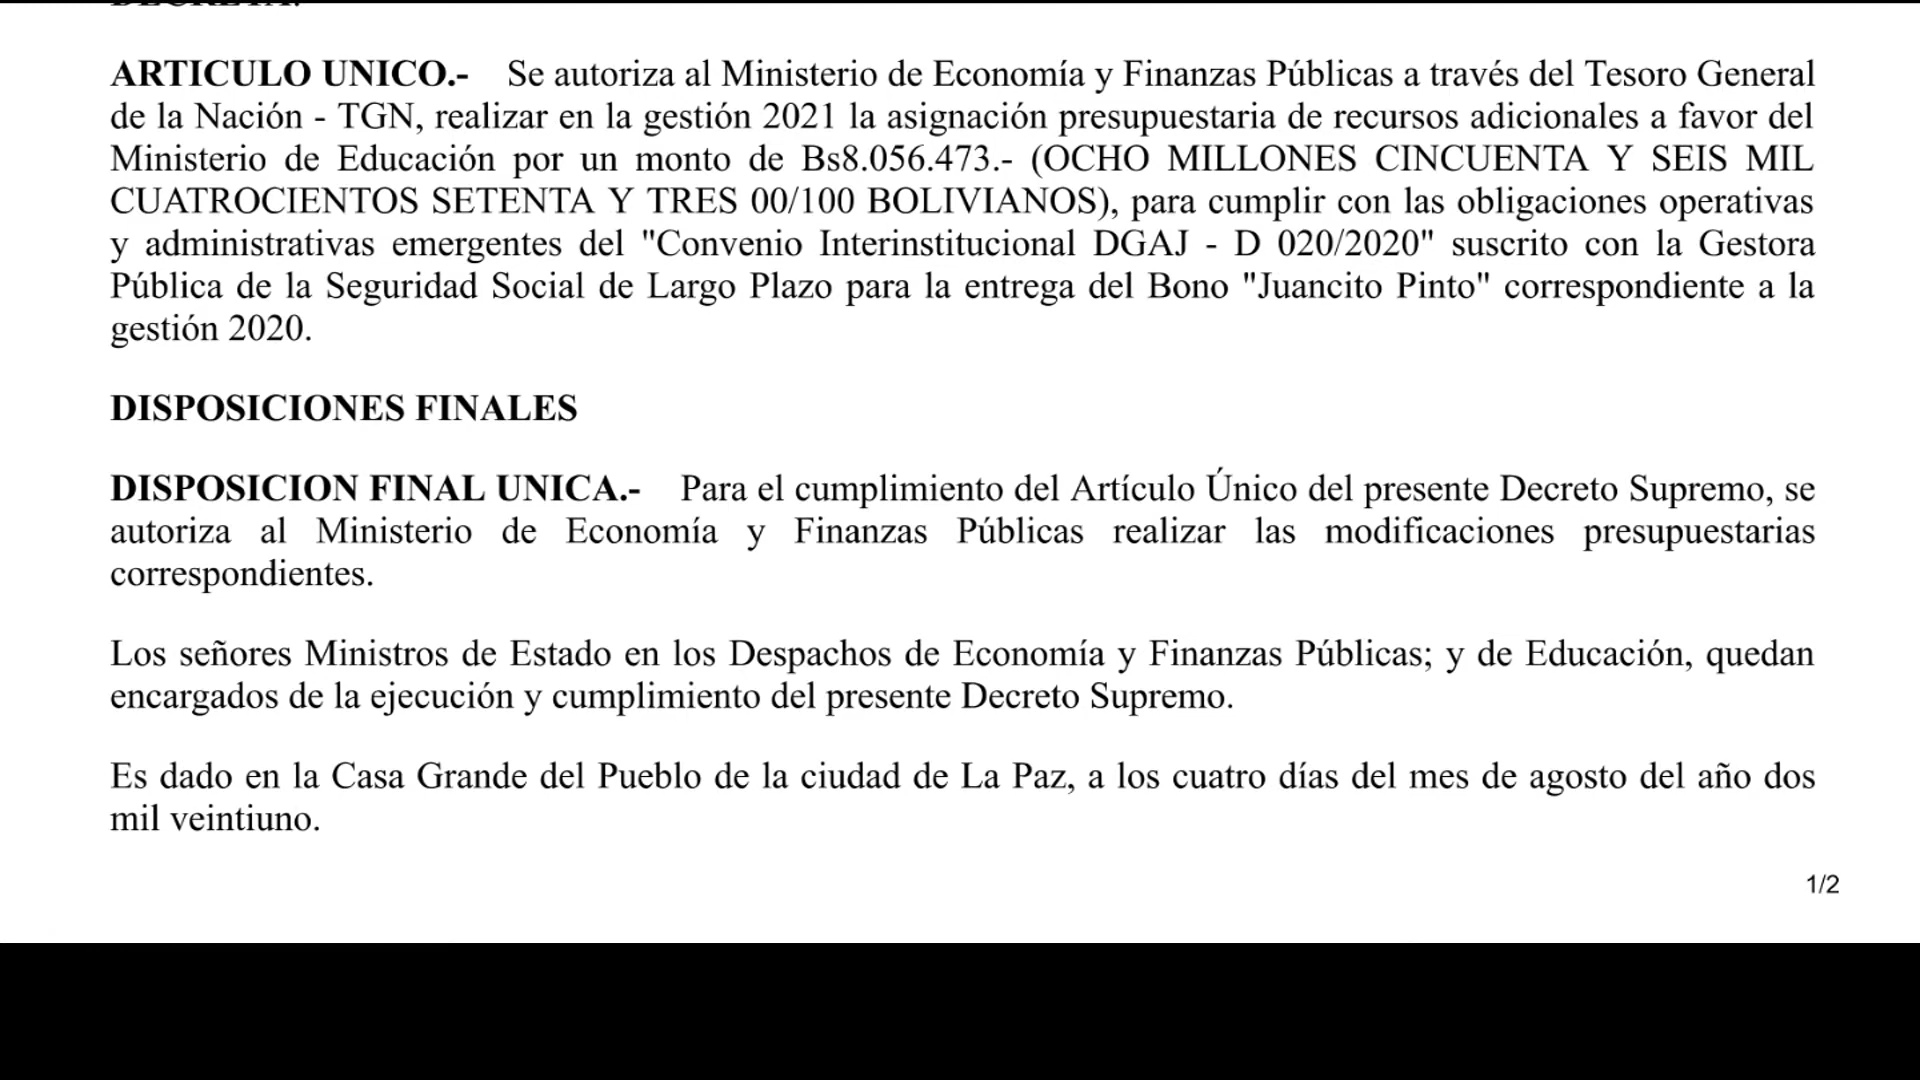 DECRETA:
ARTICULO UNICO.- Se autoriza al Ministerio de Economía y Finanzas Públicas a través del Tesoro General
de la Nación - TGN, realizar en la gestión 2021 la asignación presupuestaria de recursos adicionales a favor del
Ministerio de Educación por un monto de Bs8.056.473.- (OCHO MILLONES CINCUENTA Y SEIS MIL
CUATROCIENTOS SETENTA Y TRES 00/100 BOLIVIANOS), para cumplir con las obligaciones operativas
y administrativas emergentes del "Convenio Interinstitucional DGAJ - D 020/2020" suscrito con la Gestora
Pública de la Seguridad Social de Largo Plazo para la entrega del Bono "Juancito Pinto" correspondiente a la
gestión 2020.
DISPOSICIONES FINALES
DISPOSICION FINAL UNICA.- Para el cumplimiento del Artículo Único del presente Decreto Supremo, se
autoriza al Ministerio de Economía y Finanzas Públicas realizar las modificaciones presupuestarias
correspondientes.
Los señores Ministros de Estado en los Despachos de Economía y Finanzas Públicas; y de Educación, quedan
encargados de la ejecución y cumplimiento del presente Decreto Supremo.
Es dado en la Casa Grande del Pueblo de la ciudad de La Paz, a los cuatro días del mes de agosto del año dos
mil veintiuno.
1/2